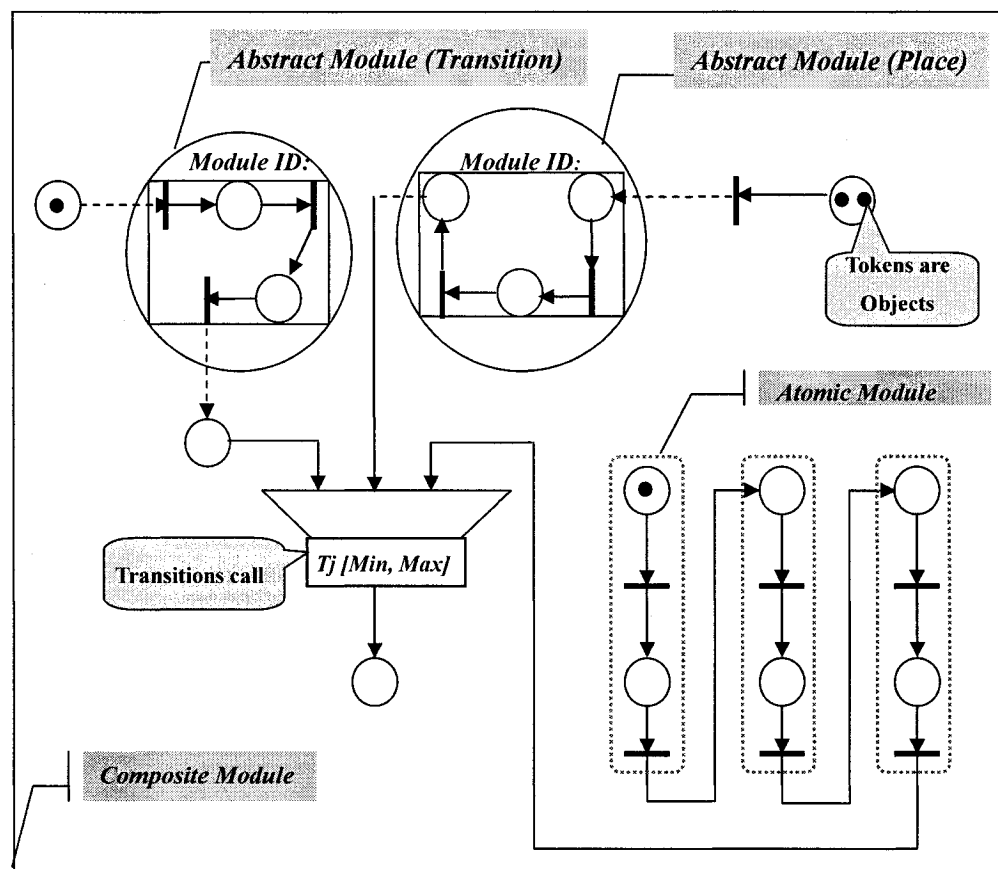 Abstract Module (Transition)
Abstract Module (Place)
Module ID:
Module ID:
Tokens are
Objects
Atomic Module
Transitions call
Tj [Min, Max]
Composite Module